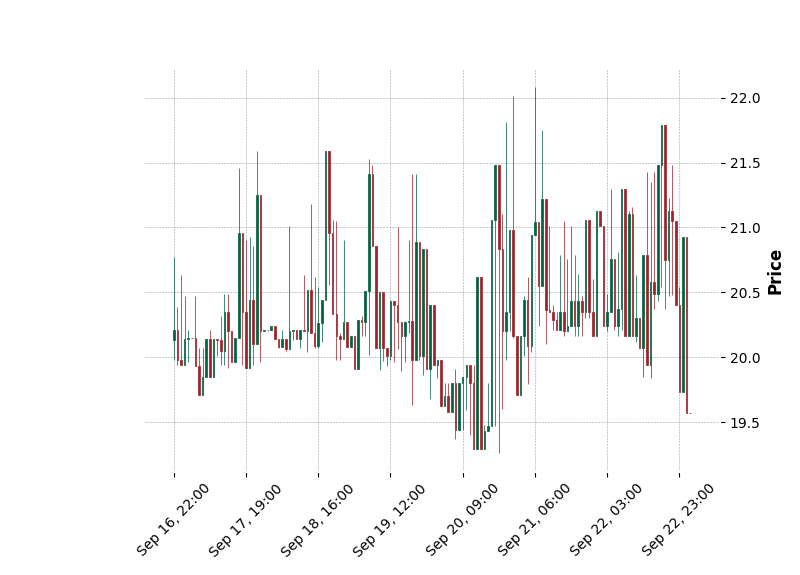 22.0
21.5
21.0
20.5
20.0
19.5
Price
Sep 16, 22:00
Sep 17, 19:00
Sep 18, 16:00
Sep 19, 12:00
Sep 20, 09:00
Sep 21, 06:00
Sep 22, 03:00
Sep 22, 23:00